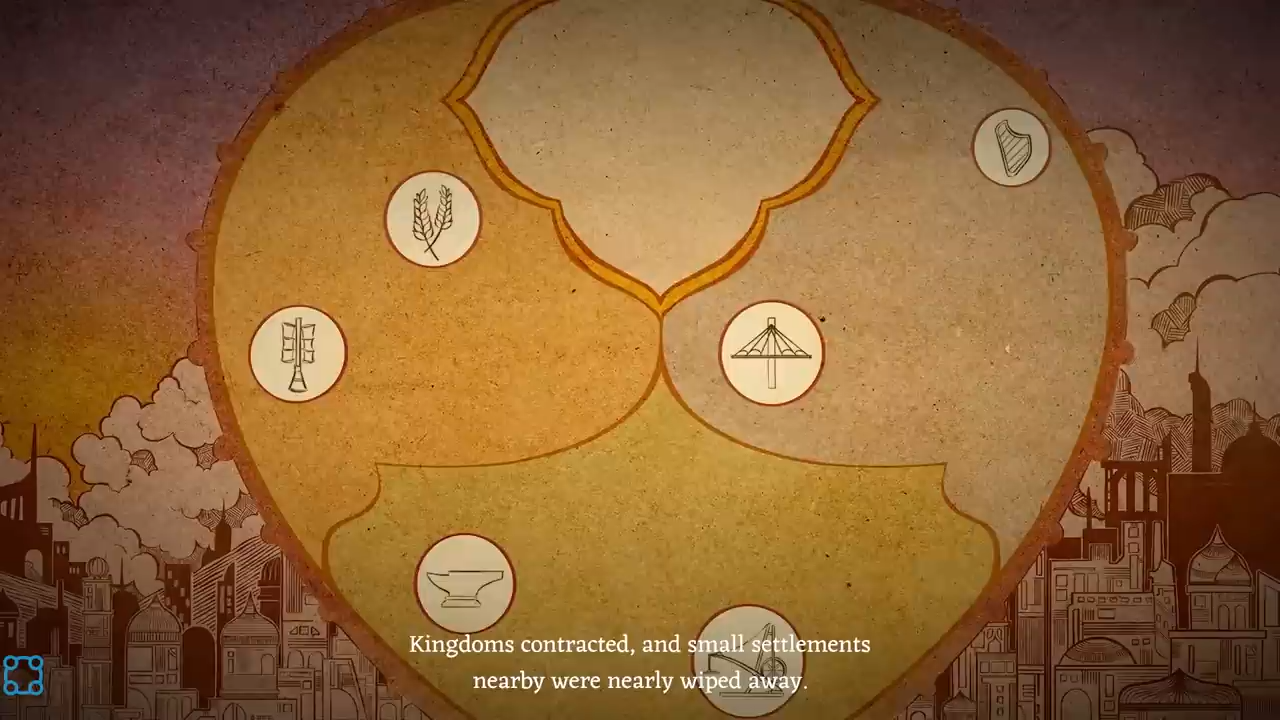 Kingdoms contracted, and small settlements
nearby were nearly wiped away.